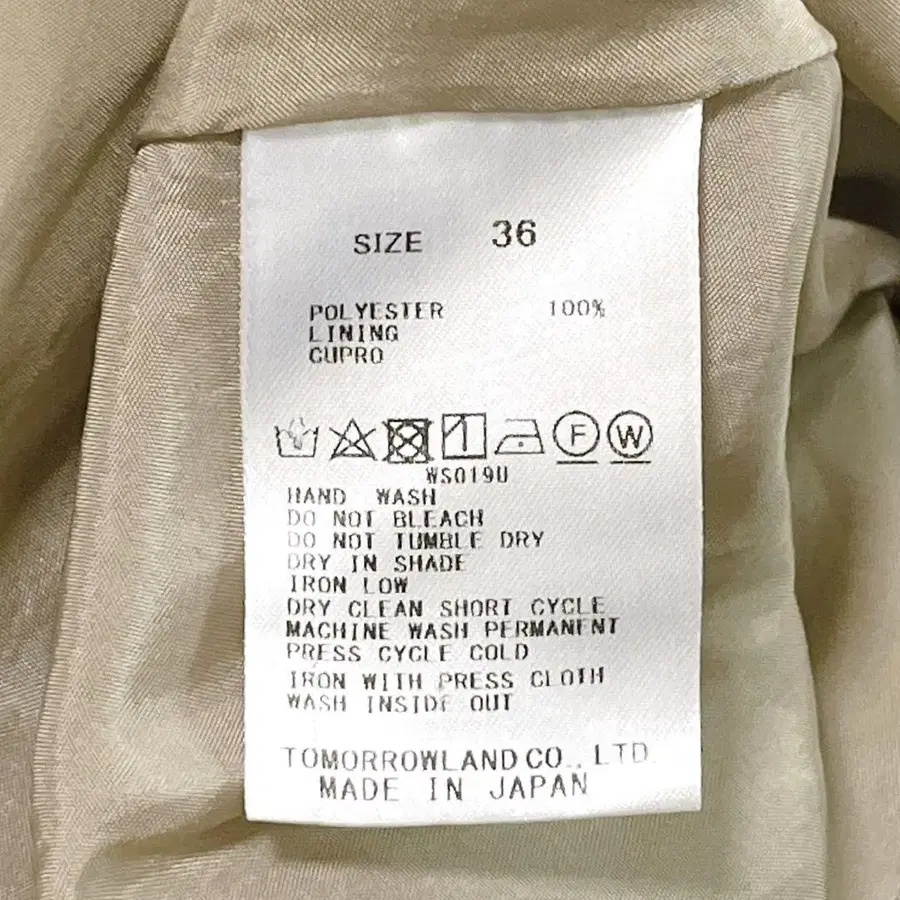 SIZE 36
POLYESTER 100%
LINING
CUPRO
F W
WS019U
HAND WASH
DO NOT BLEACH
DO NOT TUMBLE DRY
DRY IN SHADE
IRON LOW
DRY CLEAN SHORT CYCLE
MACHINE WASH PERMANENT
PRESS CYCLE COLD
IRON WITH PRESS CLOTH
WASH INSIDE OUT
TOMORROWLAND CO., LTD.
MADE IN JAPAN